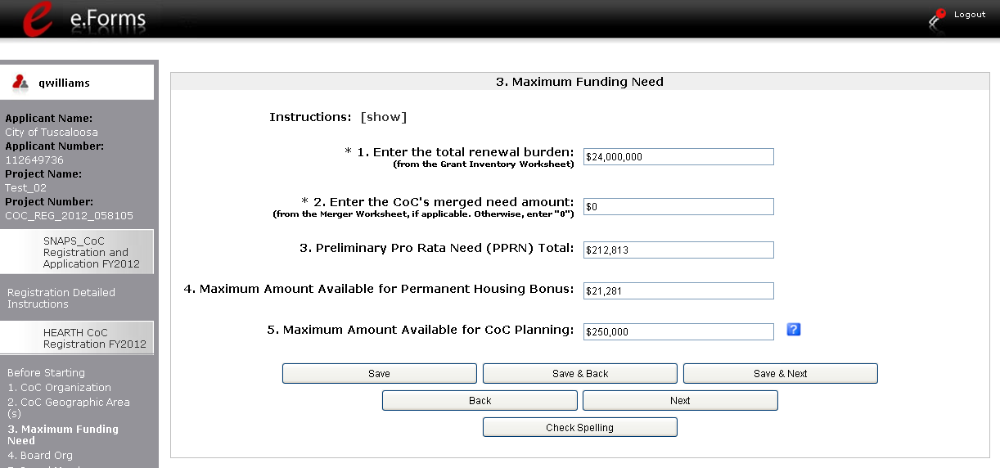 e e.Forms
Logout
qwilliams
Applicant Name:
City of Tuscaloosa
Applicant Number:
112649736
Project Name:
Test_02
Project Number:
COC_REG_2012_058105
SNAPS_CoC
Registration and
Application FY2012
Registration Detailed
Instructions
HEARTH CoC
Registration FY2012
Before Starting
1. CoC Organization
2. CoC Geographic Area
(s)
3. Maximum Funding
Need
4. Board Org
3. Maximum Funding Need
Instructions: [show]
* 1. Enter the total renewal burden:
(from the Grant Inventory Worksheet)
$24,000,000
* 2. Enter the CoC's merged need amount:
(from the Merger Worksheet, if applicable. Otherwise, enter "0")
$0
3. Preliminary Pro Rata Need (PPRN) Total:
$212,813
4. Maximum Amount Available for Permanent Housing Bonus:
$21,281
5. Maximum Amount Available for CoC Planning:
$250,000
?
Save
Save & Back
Save & Next
Back
Next
Check Spelling